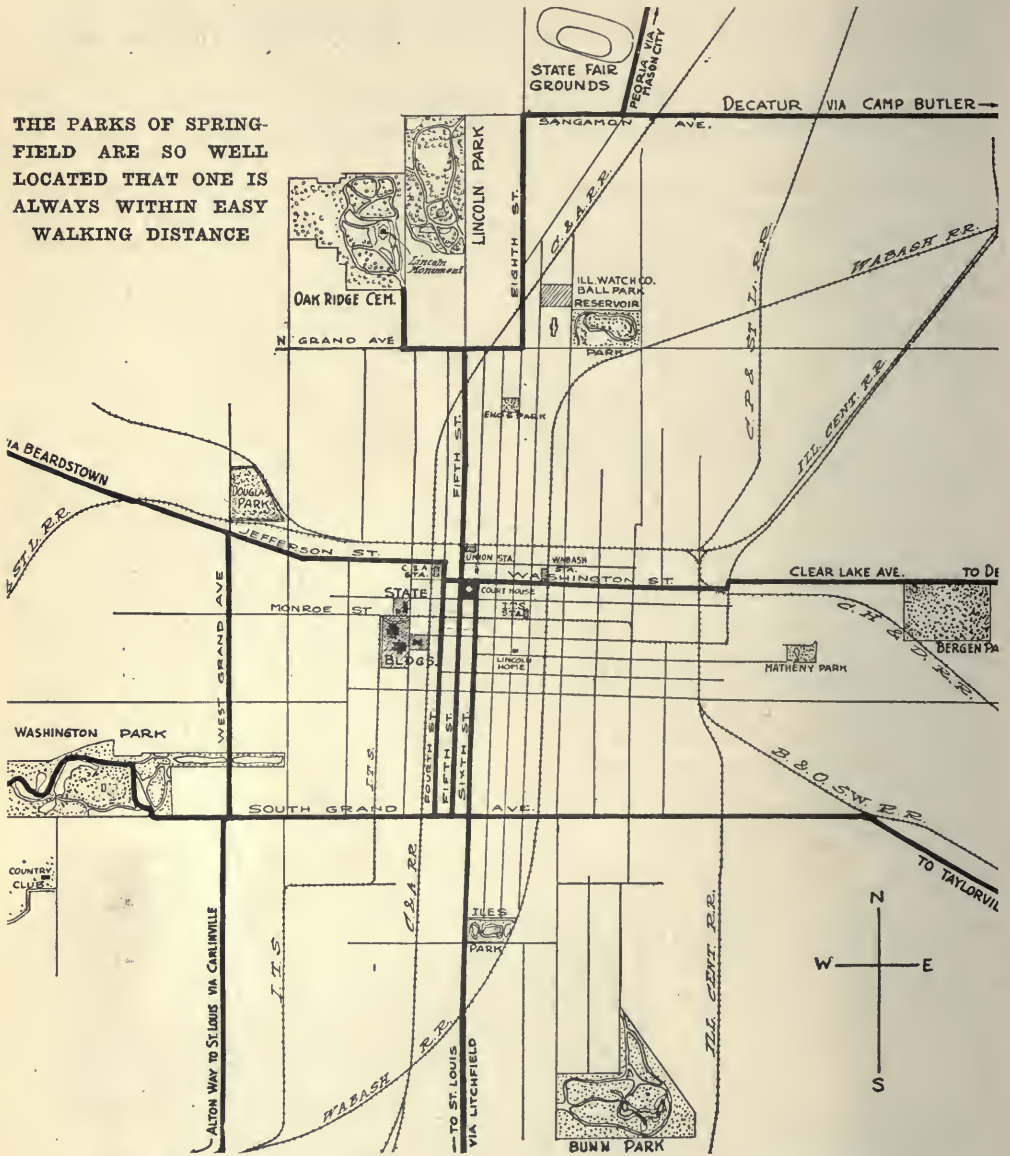 THE PARKS OF SPRING-
FIELD ARE SO WELL
LOCATED THAT ONE IS
ALWAYS WITHIN EASY
WALKING DISTANCE
STATE FAIR
GROUNDS
PEORIA VIA
MASON CITY
DECATUR VIA CAMP BUTLER
SANGAMON AVE.
LINCOLN PARK
Lincoln
Monument
OAK RIDGE CEM.
EIGHTH ST.
C. & A. R.R.
ILL. WATCH CO.
BALL PARK
RESERVOIR
PARK
WABASH RR.
C. P. & ST. L. R.R.
ILL. CENT. R.R.
N GRAND AVE
ENOS PARK
FIFTH ST.
VIA BEARDSTOWN
DOUGLAS
PARK
& ST. L. R.R.
JEFFERSON ST.
C & A
STA.
UNION STA.
WABASH
STA.
WASHINGTON ST.
CLEAR LAKE AVE.
TO DE
COURT HOUSE
STATE
BLDGS.
MONROE ST
I.T.S.
STA.
LINCOLN
HOME
C. H. & D. R.R.
BERGEN PA
MATHENY PARK
WEST GRAND AVE
WASHINGTON PARK
I.T.S.
FOURTH ST.
FIFTH ST.
SIXTH ST.
SOUTH GRAND AVE.
B. & O. S.W. R.R.
TO TAYLORVIL
COUNTRY
CLUB
C & A RR.
ILES
PARK
I.T.S
ILL. CENT RR.
N
W E
S
ALTON WAY TO ST. LOUIS VIA CARLINVILLE
WABASH R.R.
TO ST. LOUIS
VIA LITCHFIELD
BUNN PARK